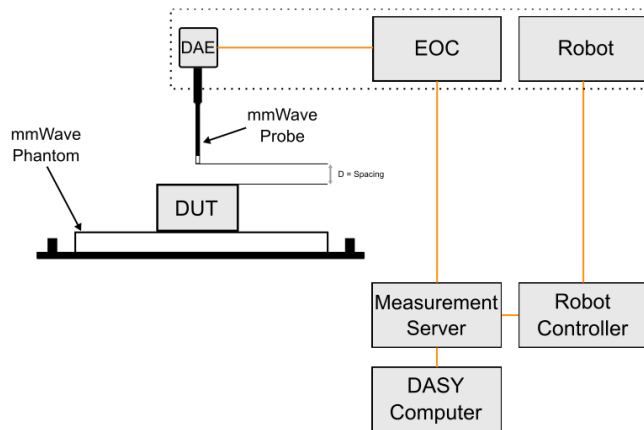 DAE
EOC
Robot
mmWave
Probe
mmWave
Phantom
D = Spacing
DUT
Measurement
Server
Robot
Controller
DASY
Computer